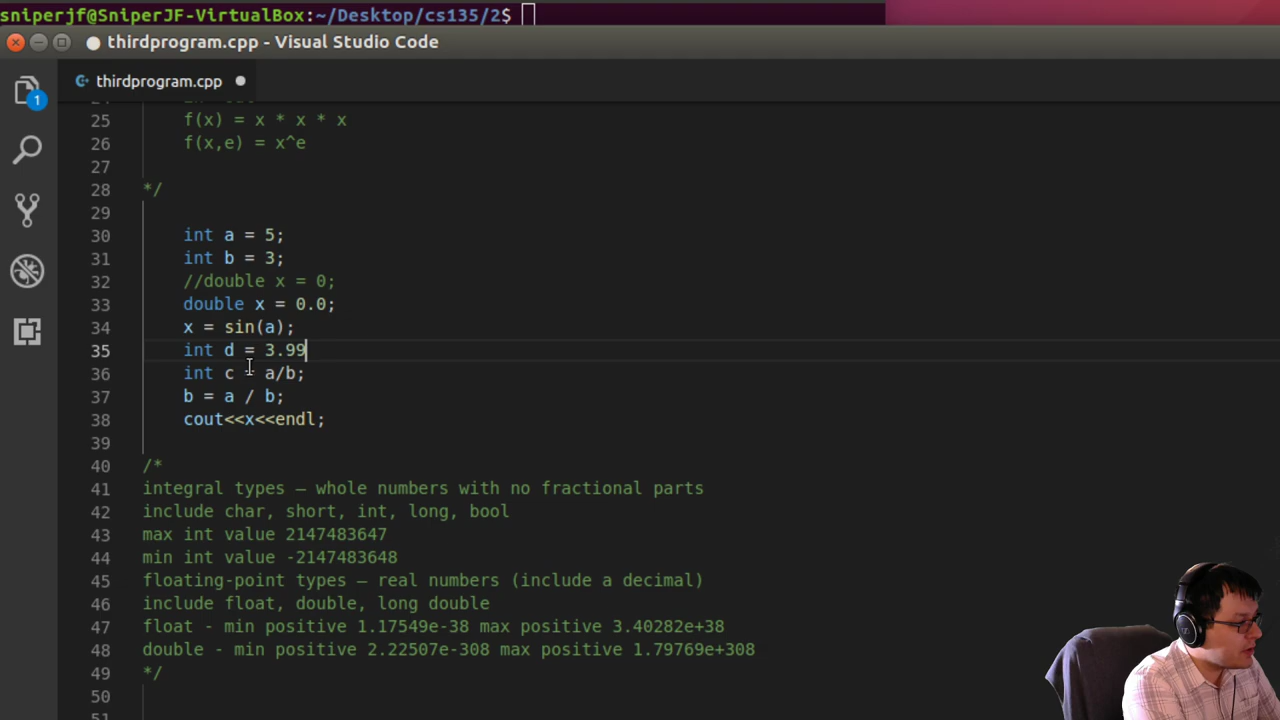 sniperjf@SniperJF-VirtualBox:~/Desktop/cs135/2$
thirdprogram.cpp - Visual Studio Code
thirdprogram.cpp
1
25 f(x) = x * x * x
26 f(x,e) = x^e
27
28 */
29
30 int a = 5;
31 int b = 3;
32 //double x = 0;
33 double x = 0.0;
34 x = sin(a);
35 int d = 3.99
36 int c = a/b;
37 b = a / b;
38 cout<<x<<endl;
39
40 /*
41 integral types – whole numbers with no fractional parts
42 include char, short, int, long, bool
43 max int value 2147483647
44 min int value -2147483648
45 floating-point types – real numbers (include a decimal)
46 include float, double, long double
47 float - min positive 1.17549e-38 max positive 3.40282e+38
48 double - min positive 2.22507e-308 max positive 1.79769e+308
49 */
50
51